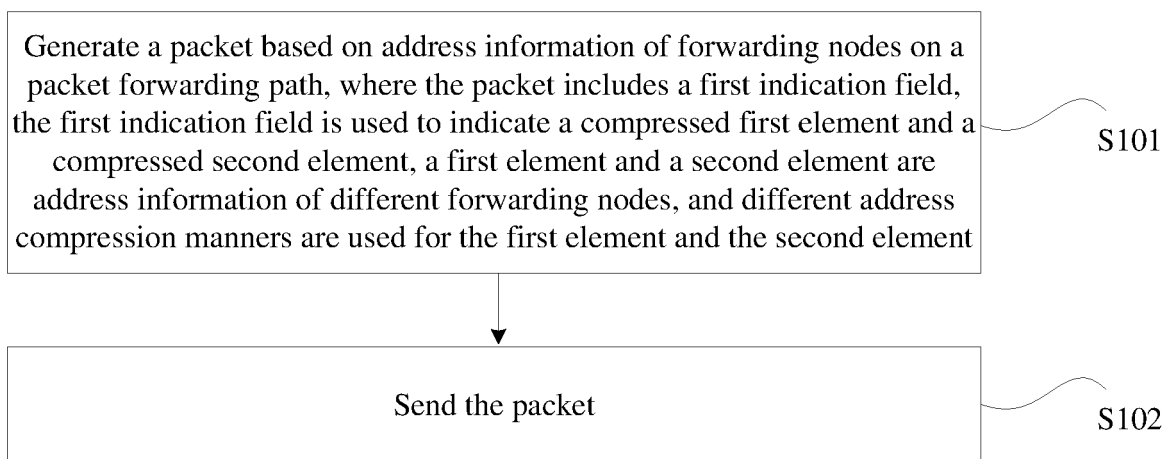 Generate a packet based on address information of forwarding nodes on a
packet forwarding path, where the packet includes a first indication field,
the first indication field is used to indicate a compressed first element and a
compressed second element, a first element and a second element are
address information of different forwarding nodes, and different address
compression manners are used for the first element and the second element
S101
Send the packet
S102